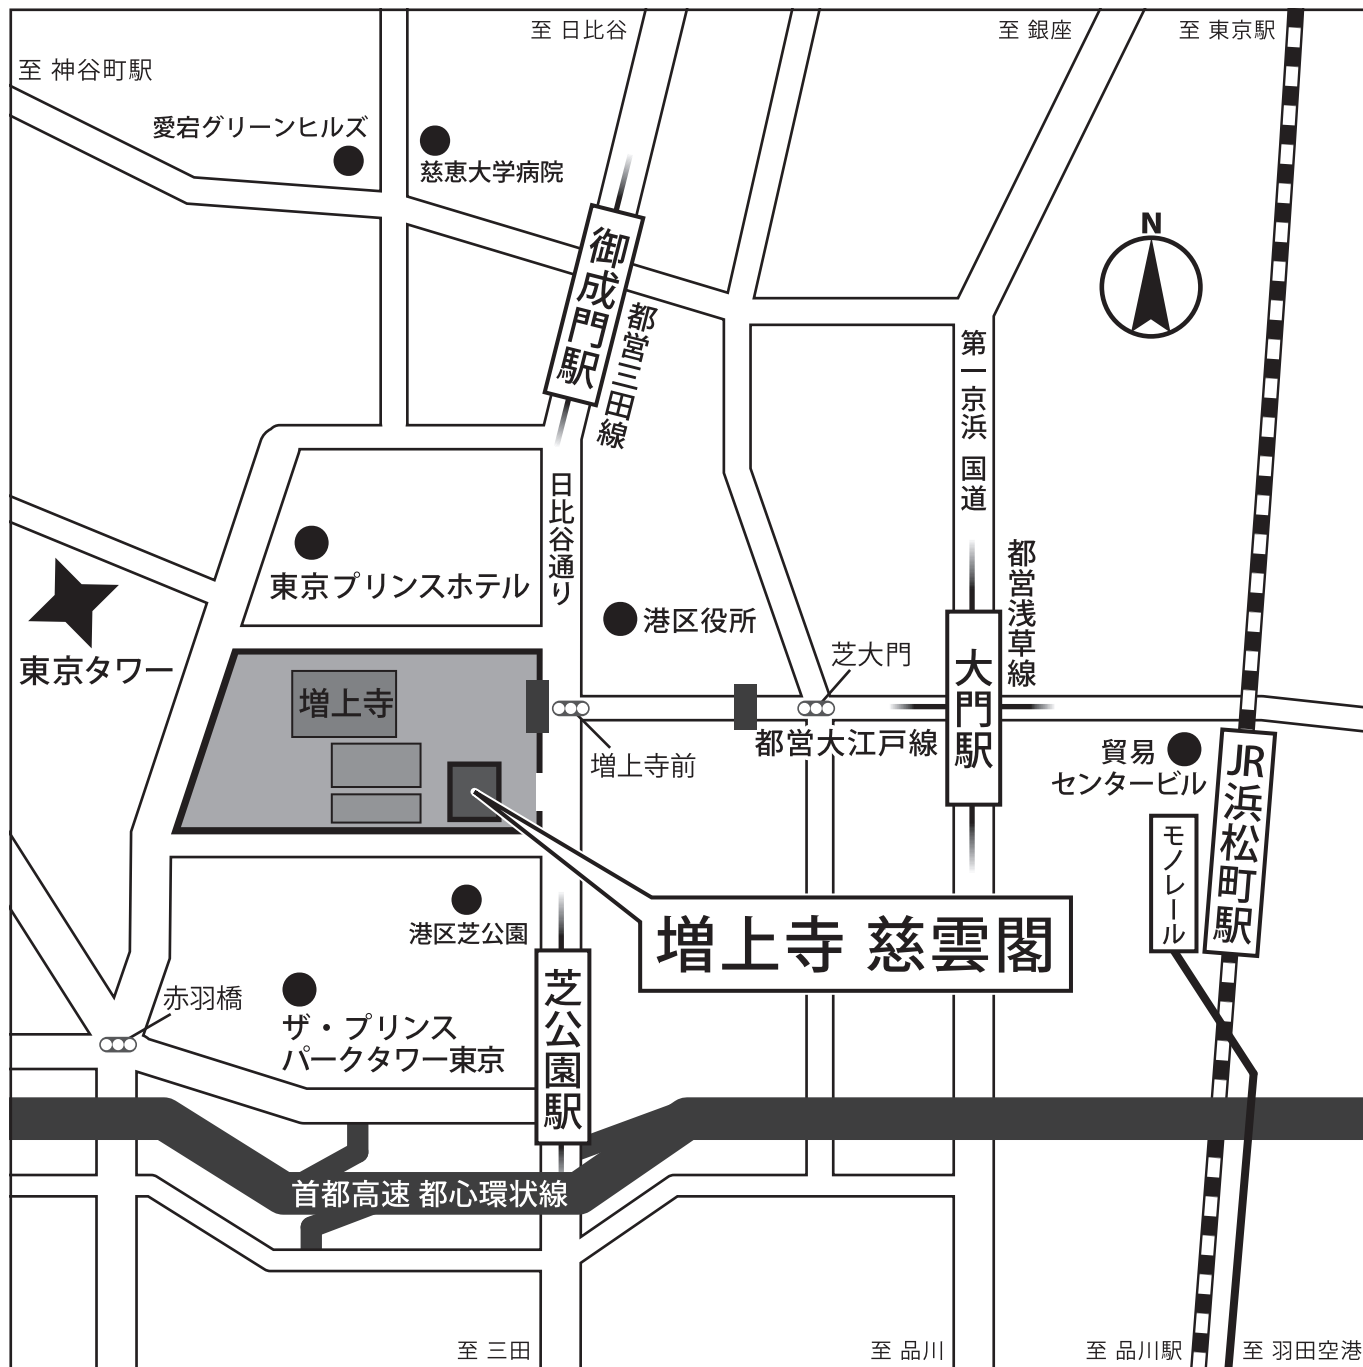 至 日比谷
至 銀座
至 東京駅
至 神谷町駅
愛宕グリーンヒルズ
慈恵大学病院
N
御成門駅
都営三田線
第一京浜 国道
日比谷通り
東京プリンスホテル
港区役所
都営浅草線
東京タワー
芝大門
大門駅
増上寺
増上寺前
都営大江戸線
貿易
センタービル
JR浜松町駅
モノレール
港区芝公園
増上寺 慈雲閣
芝公園駅
赤羽橋
ザ・プリンス
パークタワー東京
首都高速 都心環状線
至 三田
至 品川
至 品川駅
至 羽田空港